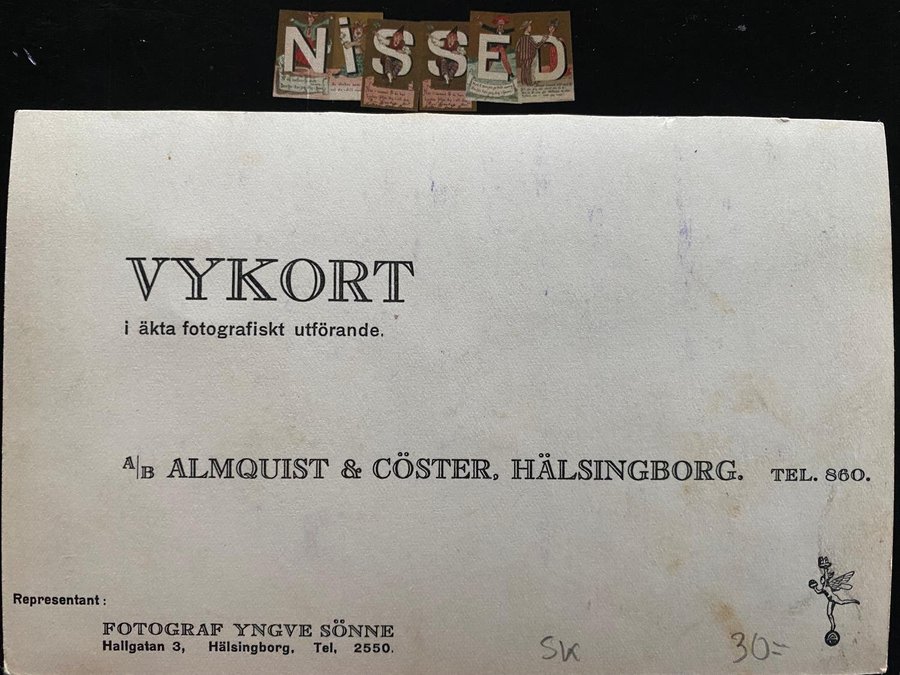 NiSSED
VYKORT
i äkta fotografiskt utförande.
A/B ALMQUIST & CÖSTER, HÄLSINGBORG. TEL. 860.
Representant:
FOTOGRAF YNGVE SÖNNE
Hallgatan 3, Hälsingborg. Tel, 2550.
SK 30=